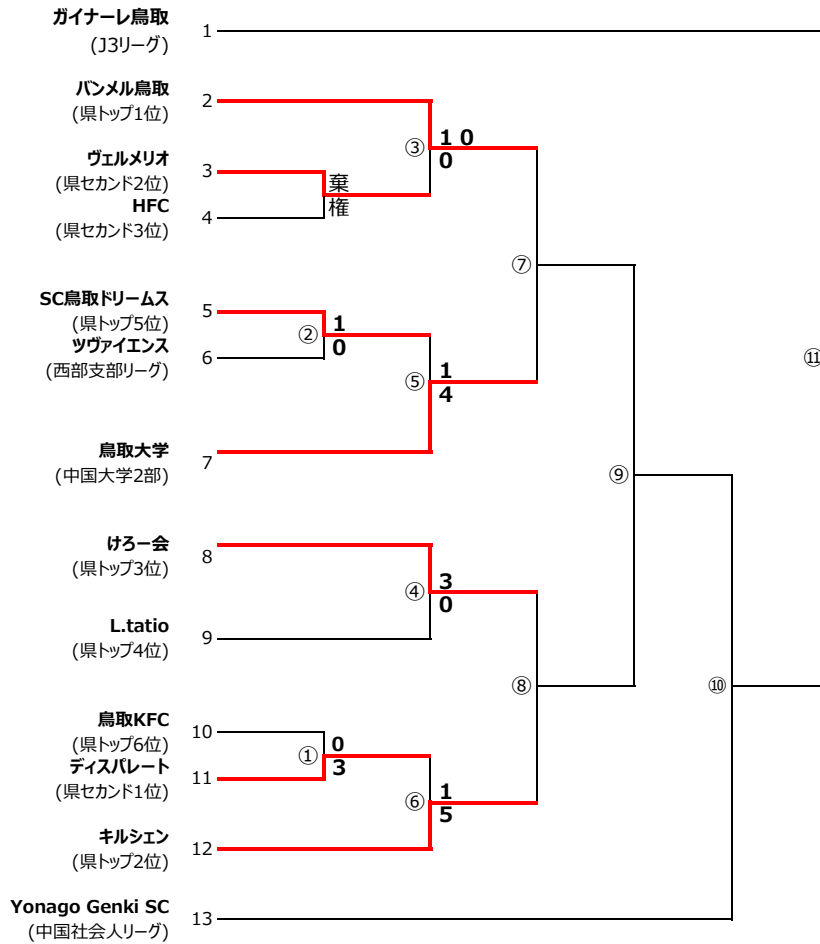 ガイナーレ鳥取
(J3リーグ)
1
バンメル鳥取
(県トップ1位)
2
③
1 0
0
ヴェルメリオ
(県セカンド2位)
3
棄
権
HFC
(県セカンド3位)
4
⑦
SC鳥取ドリームス
(県トップ5位)
5
②
1
0
ツヴァイエンス
(西部支部リーグ)
6
⑤
1
4
⑪
鳥取大学
(中国大学2部)
7
⑨
けろー会
(県トップ3位)
8
④
3
0
L.tatio
(県トップ4位)
9
⑧
⑩
鳥取KFC
(県トップ6位)
10
①
0
3
ディスパレート
(県セカンド1位)
11
⑥
1
5
キルシェン
(県トップ2位)
12
Yonago Genki SC
(中国社会人リーグ)
13